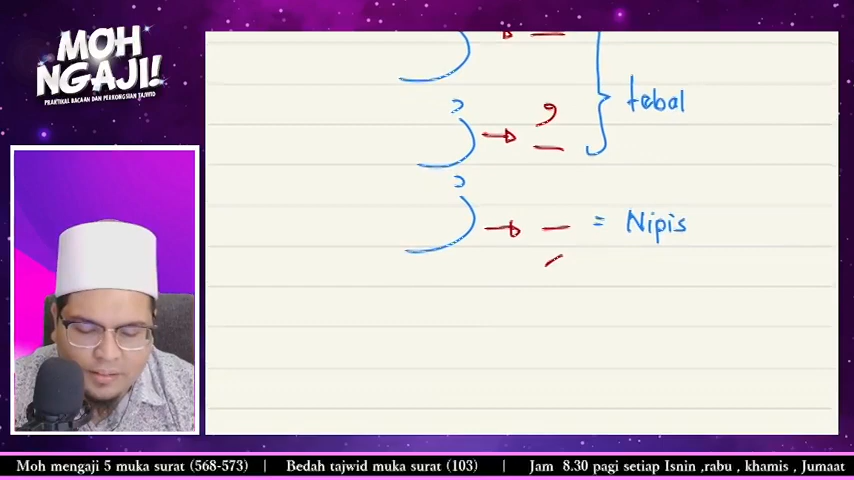 MOH
NGAJI!
PRAKTIKAL BACAAN DAN PERKONGSIAN TAJWID
tebal
= Nipis
Moh mengaji 5 muka surat (568-573) | Bedah tajwid muka surat (103) | Jam 8.30 pagi setiap Isnin ,rabu , khamis , Jumaat